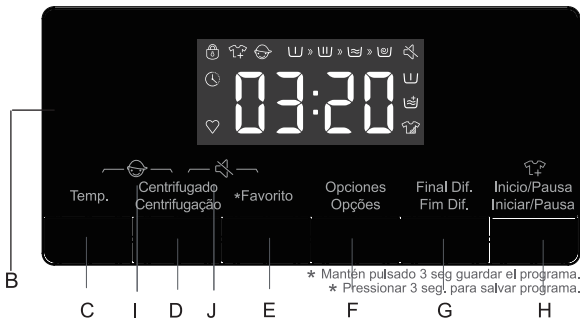 03:20
Temp.
Centrifugado
Centrifugação
*Favorito
Opciones
Opções
Final Dif.
Fim Dif.
Inicio/Pausa
Iniciar/Pausa
* Mantén pulsado 3 seg guardar el programa.
* Pressionar 3 seg. para salvar programa.
B
C
I
D
J
E
F
G
H